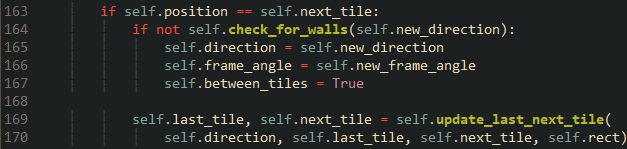 163 if self.position == self.next_tile:
164 if not self.check_for_walls(self.new_direction):
165 self.direction = self.new_direction
166 self.frame_angle = self.new_frame_angle
167 self.between_tiles = True
168
169 self.last_tile, self.next_tile = self.update_last_next_tile(
170 self.direction, self.last_tile, self.next_tile, self.rect)